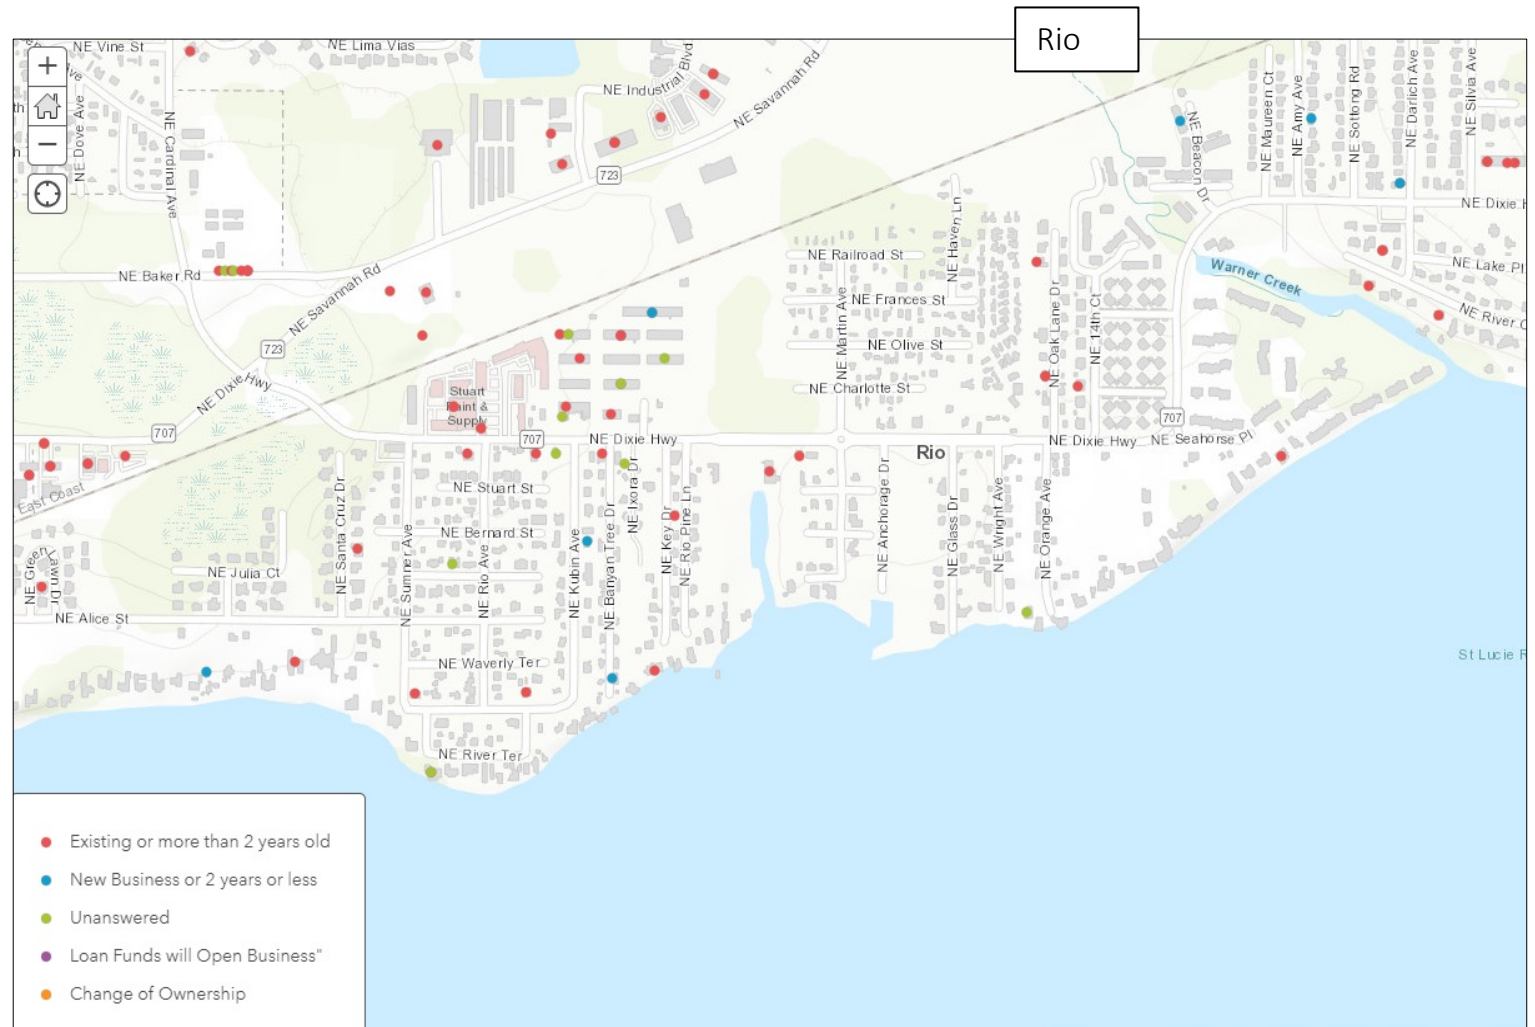 Rio
NE Vine St
NE Lima Vias
NE Industrial Blvd
NE Savannah Rd
NE Dove Ave
NE Cardinal Ave
723
NE Beacon Dr
NE Maureen Ct
NE Amy Ave
NE Sottong Rd
NE Darlich Ave
NE Silvia Ave
NE Dixie H
NE Haven Ln
NE Railroad St
Warner Creek
NE Lake Pl
NE Baker Rd
NE Savannah Rd
NE Frances St
NE Martin Ave
NE Oak Lane Dr
NE 14th Ct
NE River C
723
NE Olive St
NE Dixie Hwy
Stuart
Paint &
Supply
NE Charlotte St
707
707
NE Dixie Hwy
Rio
NE Dixie Hwy
707
NE Seahorse Pl
East Coast
NE Stuart St
NE Ixora Dr
NE Santa Cruz Dr
NE Bernard St
NE Key Dr
NE Rio Pine Ln
NE Anchorage Dr
NE Glass Dr
NE Wright Ave
NE Orange Ave
NE Green
Lawn Dr
NE Julia Ct
NE Sumner Ave
NE Rio Ave
NE Kubin Ave
NE Banyan Tree Dr
NE Alice St
NE Waverly Ter
St Lucie R
NE River Ter
Existing or more than 2 years old
New Business or 2 years or less
Unanswered
Loan Funds will Open Business"
Change of Ownership